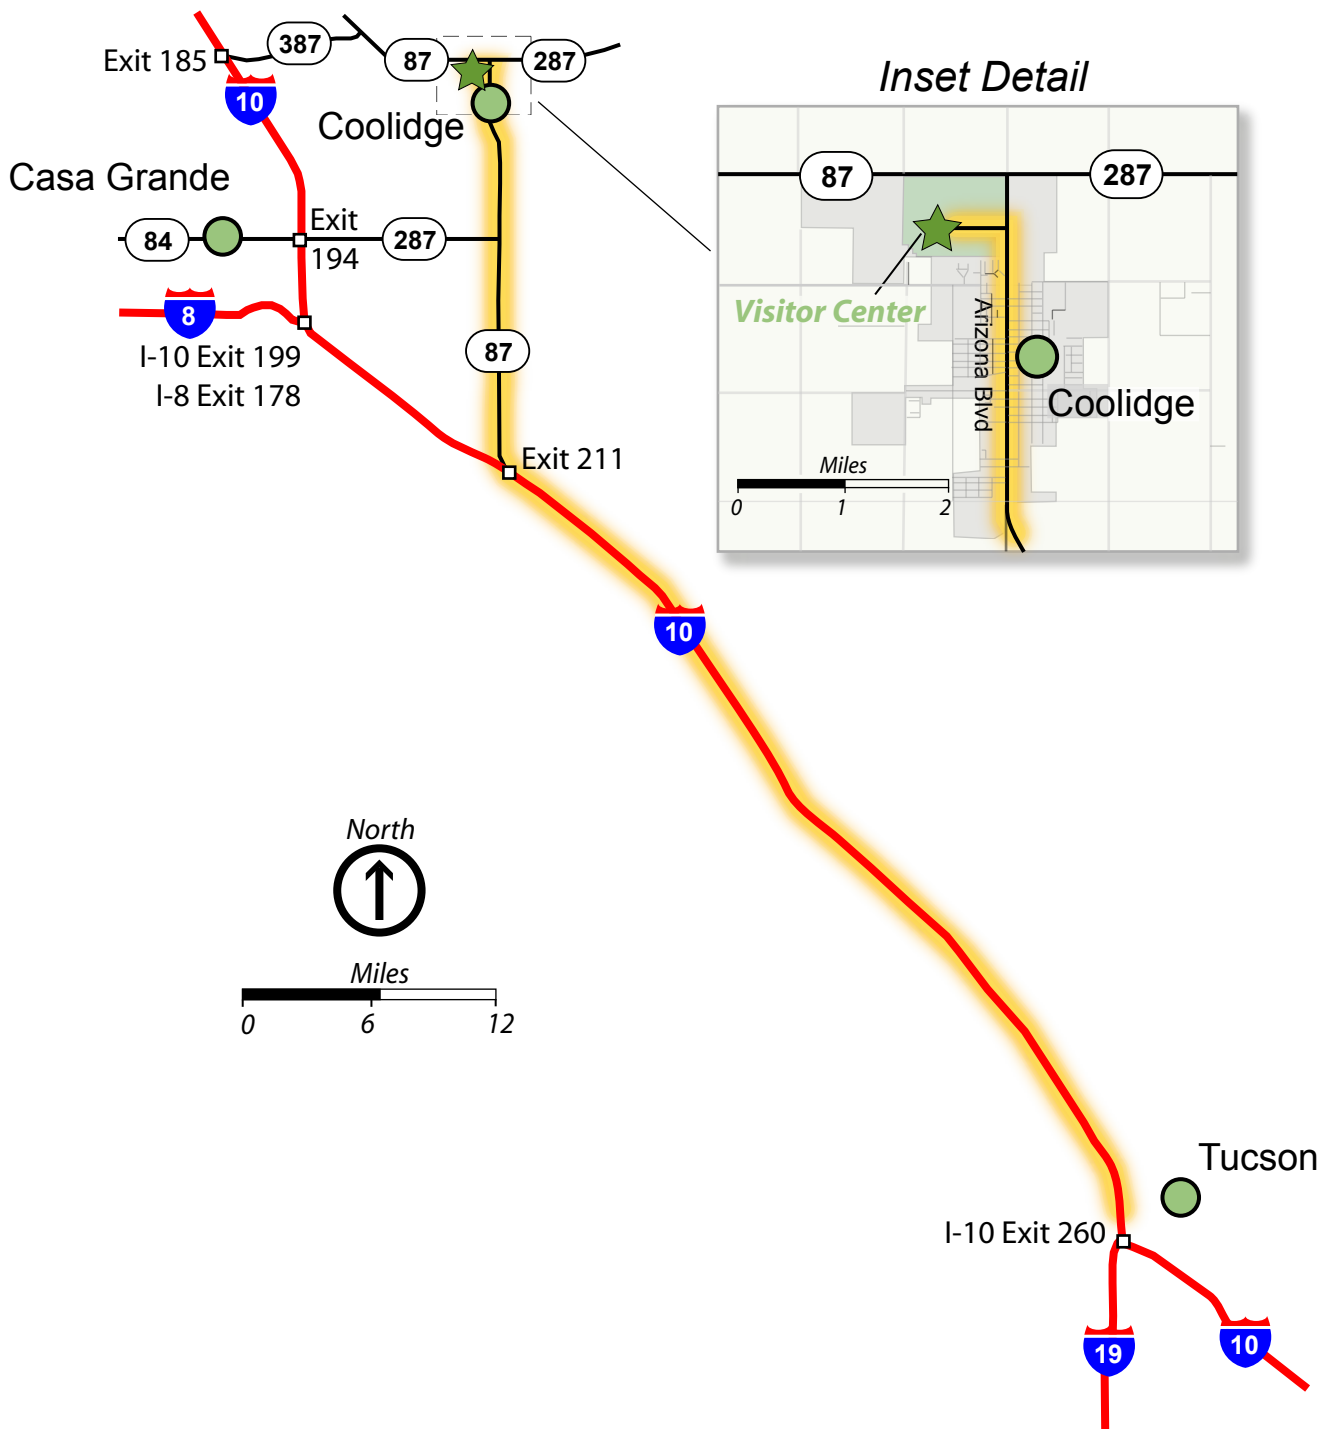 387
87
287
Exit 185
10
Coolidge
Casa Grande
84
Exit
194
287
8
I-10 Exit 199
I-8 Exit 178
87
Exit 211
10
Inset Detail
87
287
Visitor Center
Arizona Blvd
Coolidge
Miles
0 1 2
North
Miles
0 6 12
Tucson
I-10 Exit 260
19
10